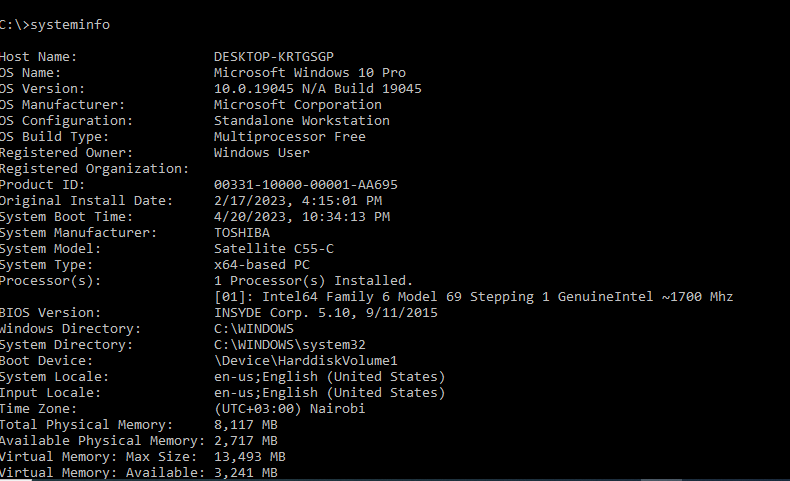 C:\>systeminfo
Host Name: DESKTOP-KRTGSGP
OS Name: Microsoft Windows 10 Pro
OS Version: 10.0.19045 N/A Build 19045
OS Manufacturer: Microsoft Corporation
OS Configuration: Standalone Workstation
OS Build Type: Multiprocessor Free
Registered Owner: Windows User
Registered Organization:
Product ID: 00331-10000-00001-AA695
Original Install Date: 2/17/2023, 4:15:01 PM
System Boot Time: 4/20/2023, 10:34:13 PM
System Manufacturer: TOSHIBA
System Model: Satellite C55-C
System Type: x64-based PC
Processor(s): 1 Processor(s) Installed.
[01]: Intel64 Family 6 Model 69 Stepping 1 GenuineIntel ~1700 Mhz
BIOS Version: INSYDE Corp. 5.10, 9/11/2015
Windows Directory: C:\WINDOWS
System Directory: C:\WINDOWS\system32
Boot Device: \Device\HarddiskVolume1
System Locale: en-us;English (United States)
Input Locale: en-us;English (United States)
Time Zone: (UTC+03:00) Nairobi
Total Physical Memory: 8,117 MB
Available Physical Memory: 2,717 MB
Virtual Memory: Max Size: 13,493 MB
Virtual Memory: Available: 3,241 MB